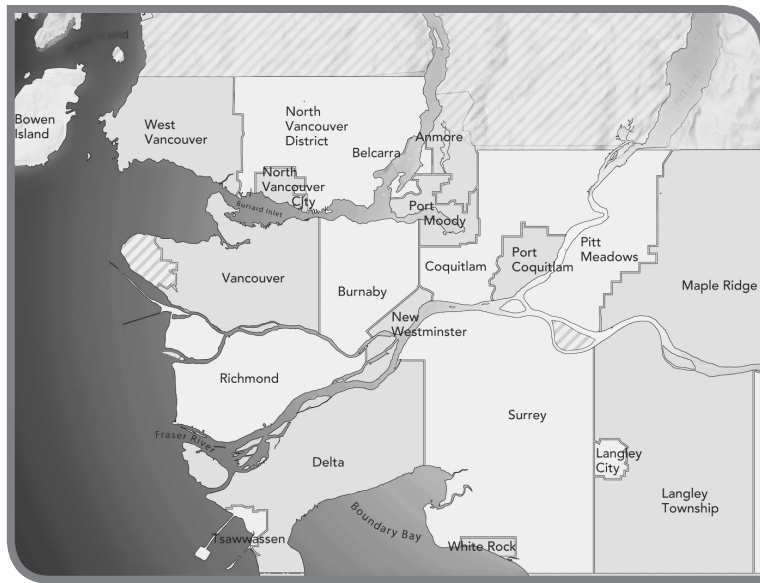 Bowen
Island
West
Vancouver
North
Vancouver
District
Belcarra
Anmore
North
Vancouver
City
Burrard Inlet
Port
Moody
Vancouver
Burnaby
Coquitlam
Port
Coquitlam
Pitt
Meadows
Maple Ridge
New
Westminster
Richmond
Fraser River
Delta
Surrey
Langley
City
Langley
Township
Boundary Bay
Tsawwassen
White Rock